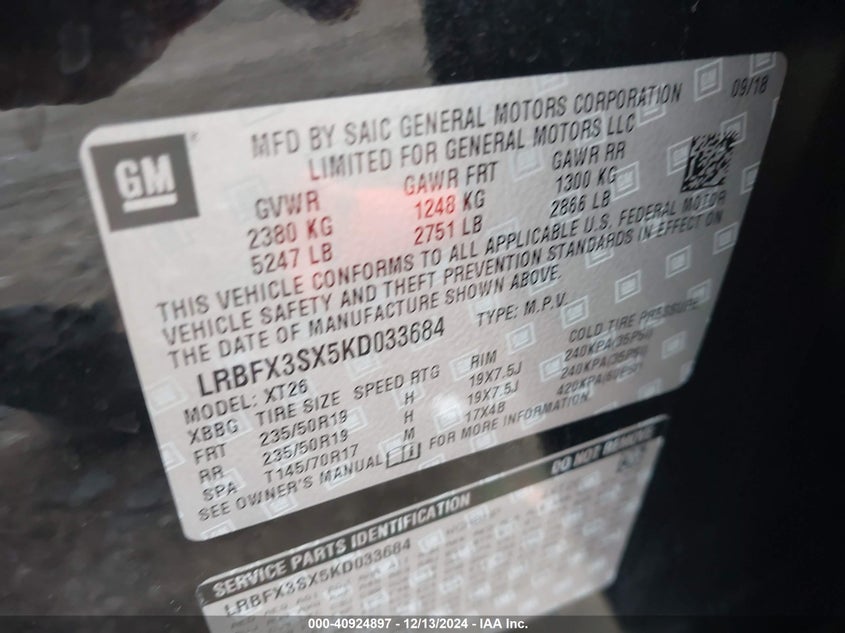 GM
MFD BY SAIC GENERAL MOTORS CORPORATION 09/18
LIMITED FOR GENERAL MOTORS LLC
GVWR GAWR FRT GAWR RR
2380 KG 1248 KG 1300 KG
5247 LB 2751 LB 2866 LB
THIS VEHICLE CONFORMS TO ALL APPLICABLE U.S. FEDERAL MOTOR
VEHICLE SAFETY AND THEFT PREVENTION STANDARDS IN EFFECT ON
THE DATE OF MANUFACTURE SHOWN ABOVE.
LRBFX3SX5KD033684 TYPE: M.P.V.
MODEL: XT26
XBBG TIRE SIZE SPEED RTG RIM COLD TIRE PRESSURE
FRT 235/50R19 H 19X7.5J 240KPA(35PSI)
RR 235/50R19 H 19X7.5J 240KPA(35PSI)
SPA T145/70R17 M 17X4B 420KPA(60PSI)
SEE OWNER'S MANUAL FOR MORE INFORMATION.
SERVICE PARTS IDENTIFICATION DO NOT REMOVE
LRBFX3SX5KD033684
000-40924897 - 12/13/2024 - IAA Inc.